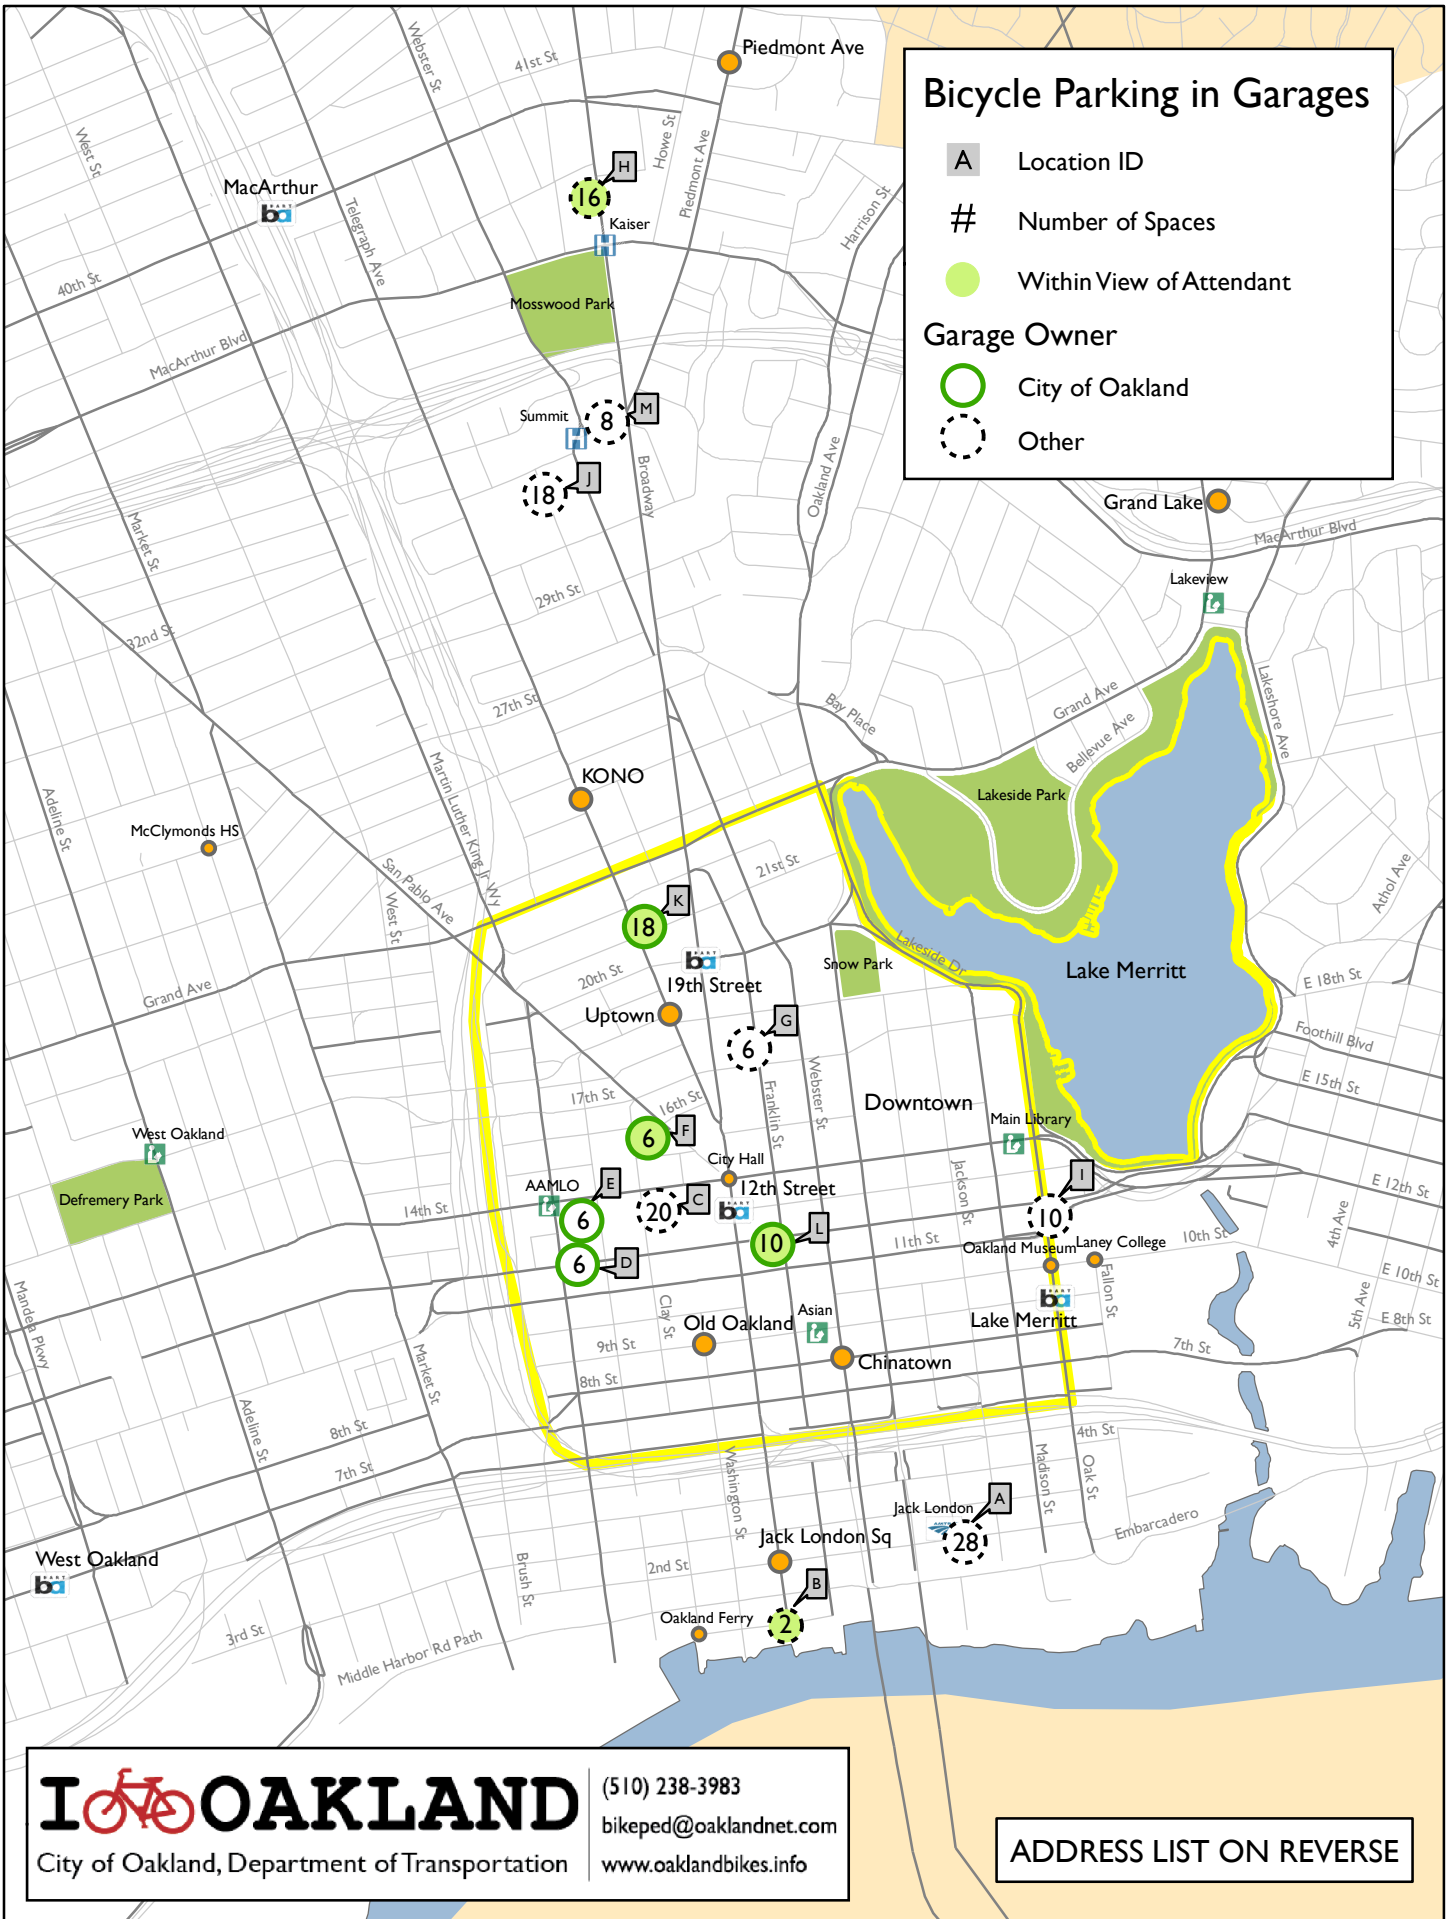 Piedmont Ave
41st St
Webster St
West St
Howe St
Piedmont Ave
Harrison St
MacArthur
BART
ba
Telegraph Ave
H
16
Kaiser
H
40th St
Mosswood Park
MacArthur Blvd
Bicycle Parking in Garages
A Location ID
# Number of Spaces
Within View of Attendant
Garage Owner
City of Oakland
Other
Summit
H
8
M
J
18
Broadway
Oakland Ave
Grand Lake
MacArthur Blvd
Market St
Lakeview
29th St
32nd St
27th St
Bay Place
Grand Ave
Bellevue Ave
Lakeshore Ave
KONO
Martin Luther King Jr Wy
Adeline St
McClymonds HS
Lakeside Park
21st St
San Pablo Ave
West St
K
18
Athol Ave
BART
ba
19th Street
20th St
Snow Park
Lakeside Dr
Lake Merritt
E 18th St
Grand Ave
Uptown
G
6
Foothill Blvd
Franklin St
Webster St
17th St
16th St
Downtown
E 15th St
Main Library
West Oakland
6
F
City Hall
Defremery Park
AAMLO
E
6
12th Street
BART
ba
20
C
Jackson St
I
10
E 12th St
14th St
4th Ave
L
10
11th St
Oakland Museum
Laney College
10th St
6
D
E 10th St
BART
ba
Lake Merritt
Fallon St
5th Ave
E 8th St
Mandela Pkwy
Clay St
Old Oakland
Asian
9th St
Chinatown
7th St
8th St
Market St
Adeline St
8th St
7th St
4th St
Washington St
Madison St
Oak St
Jack London
AMTRAK
A
28
Embarcadero
West Oakland
BART
ba
Jack London Sq
2nd St
Brush St
B
2
Oakland Ferry
3rd St
Middle Harbor Rd Path
I OAKLAND
City of Oakland, Department of Transportation
(510) 238-3983
bikeped@oaklandnet.com
www.oaklandbikes.info
ADDRESS LIST ON REVERSE